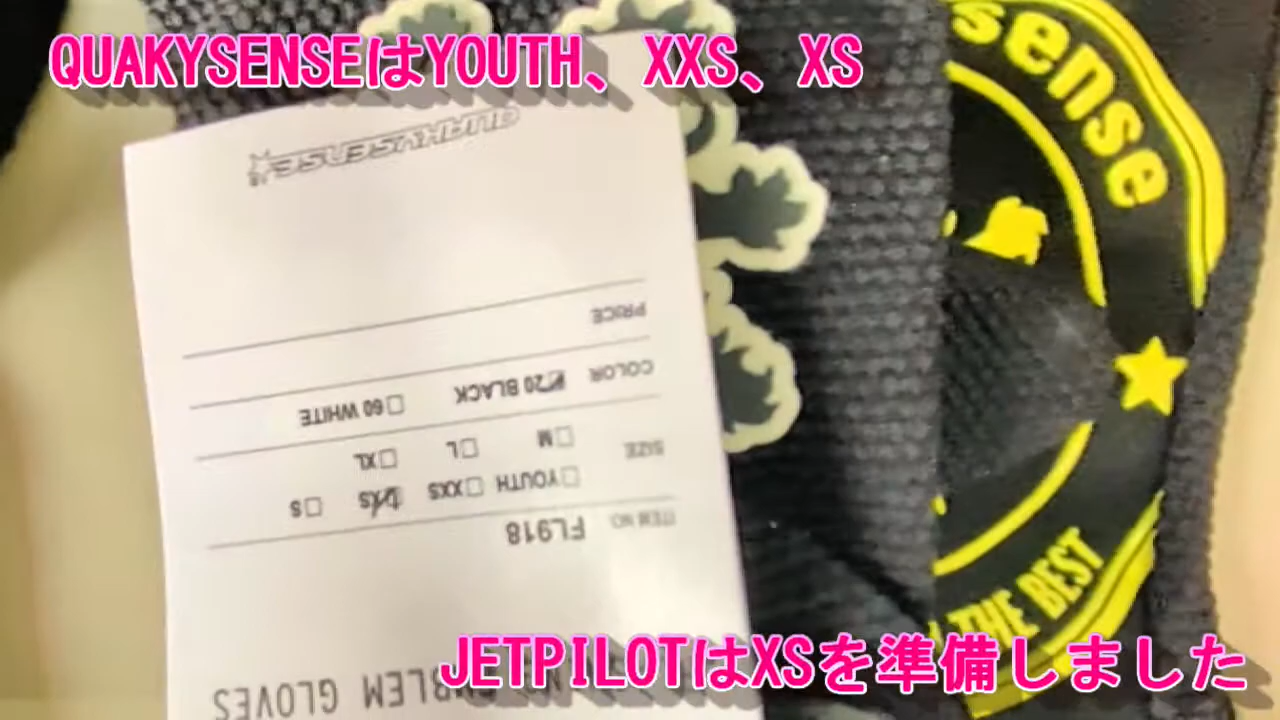 QUAKYSENSEはYOUTH、XXS、XS
sense
THE BEST
QUAKYSENSE
PRICE
COLOR 20 BLACK □60 WHITE
□M □L □XL
SIZE □YOUTH □XXS XS □S
ITEM NO. FL918
EMBLEM GLOVES
JETPILOTはXSを準備しました